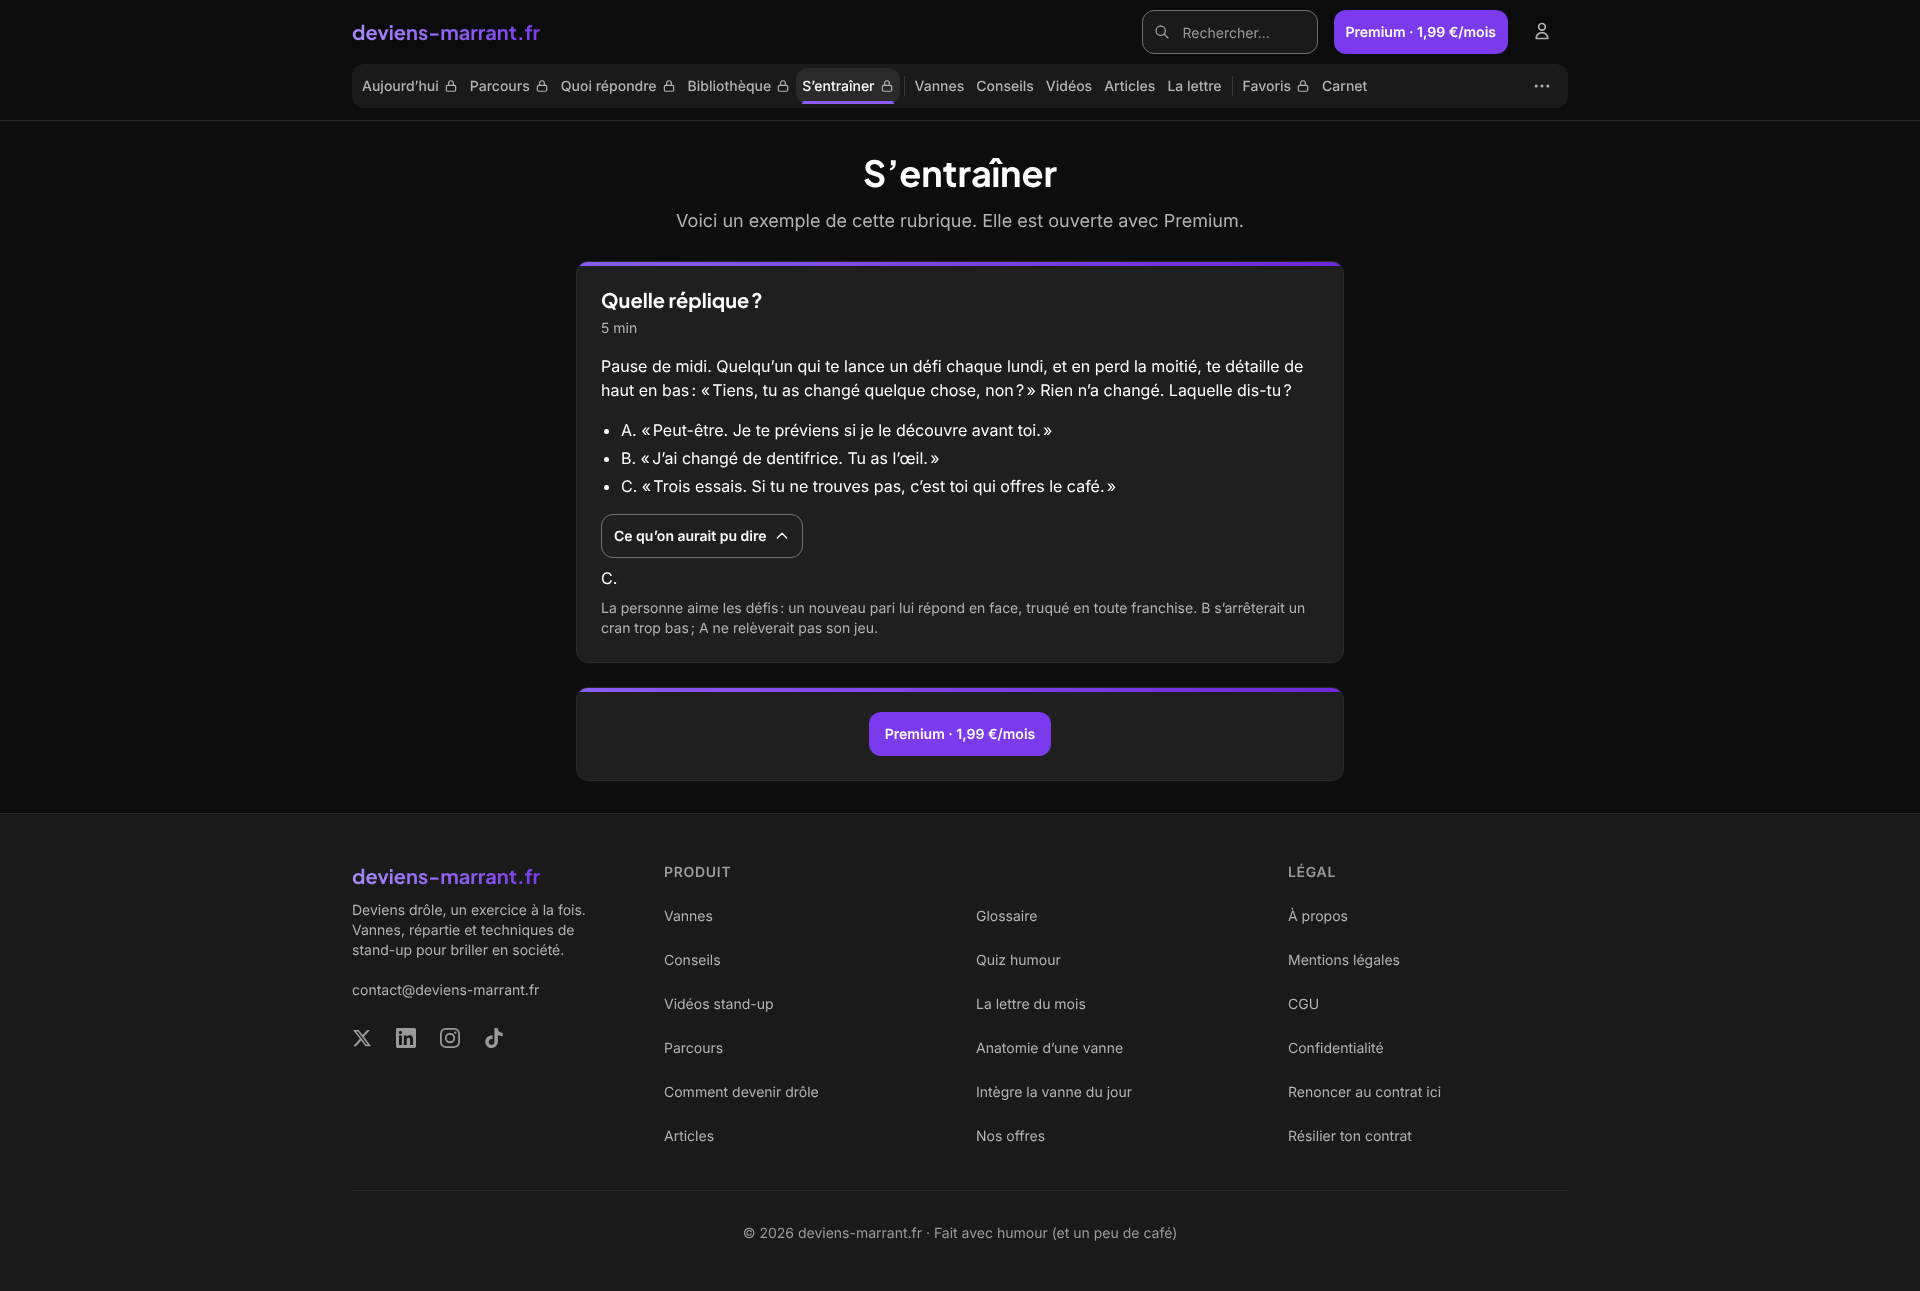 deviens-marrant.fr
Rechercher...
Premium · 1,99 €/mois
Aujourd’hui
Parcours
Quoi répondre
Bibliothèque
S’entraîner
Vannes
Conseils
Vidéos
Articles
La lettre
Favoris
Carnet
S’entraîner
Voici un exemple de cette rubrique. Elle est ouverte avec Premium.
Quelle réplique ?
5 min
Pause de midi. Quelqu’un qui te lance un défi chaque lundi, et en perd la moitié, te détaille de
haut en bas : « Tiens, tu as changé quelque chose, non ? » Rien n’a changé. Laquelle dis-tu ?
• A. « Peut-être. Je te préviens si je le découvre avant toi. »
• B. « J’ai changé de dentifrice. Tu as l’œil. »
• C. « Trois essais. Si tu ne trouves pas, c’est toi qui offres le café. »
Ce qu’on aurait pu dire
C.
La personne aime les défis : un nouveau pari lui répond en face, truqué en toute franchise. B s’arrêterait un
cran trop bas ; A ne relèverait pas son jeu.
Premium · 1,99 €/mois
deviens-marrant.fr
Deviens drôle, un exercice à la fois.
Vannes, répartie et techniques de
stand-up pour briller en société.
contact@deviens-marrant.fr
PRODUIT
Vannes
Conseils
Vidéos stand-up
Parcours
Comment devenir drôle
Articles
Glossaire
Quiz humour
La lettre du mois
Anatomie d’une vanne
Intègre la vanne du jour
Nos offres
LÉGAL
À propos
Mentions légales
CGU
Confidentialité
Renoncer au contrat ici
Résilier ton contrat
© 2026 deviens-marrant.fr · Fait avec humour (et un peu de café)